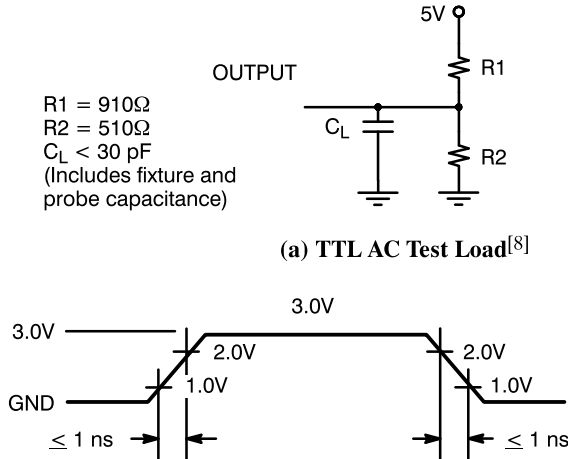 5V
R1
OUTPUT
R1 = 910Ω
R2 = 510Ω
C_L < 30 pF
(Includes fixture and
probe capacitance)
C_L
R2
(a) TTL AC Test Load[8]
3.0V
3.0V
2.0V
2.0V
1.0V
1.0V
GND
≤ 1 ns
≤ 1 ns